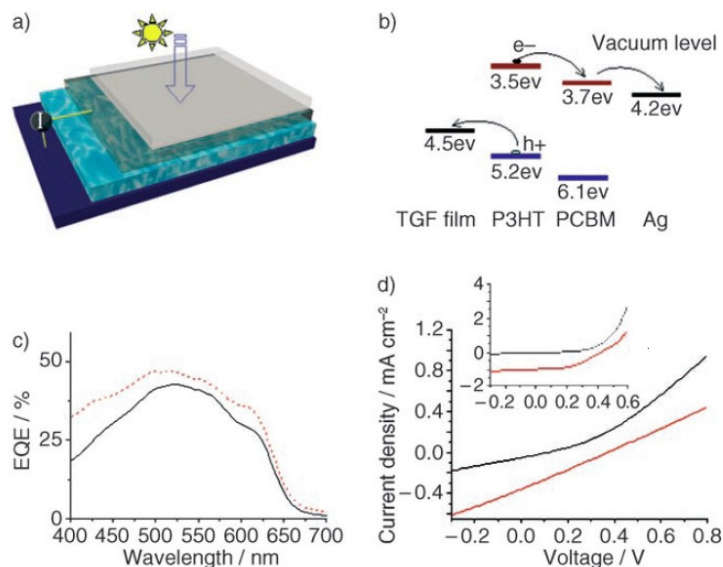 a)
b)
e−
Vacuum level
3.5ev
3.7ev
4.2ev
4.5ev
h+
5.2ev
6.1ev
TGF film P3HT PCBM Ag
c)
50
25
0
EQE / %
400 450 500 550 600 650 700
Wavelength / nm
d)
4
2
0
−1
−2
−0.2 0.0 0.2 0.4 0.6
1.2
0.8
0.4
0.0
−0.4
Current density / mA cm−2
−0.2 0.0 0.2 0.4 0.6 0.8
Voltage / V